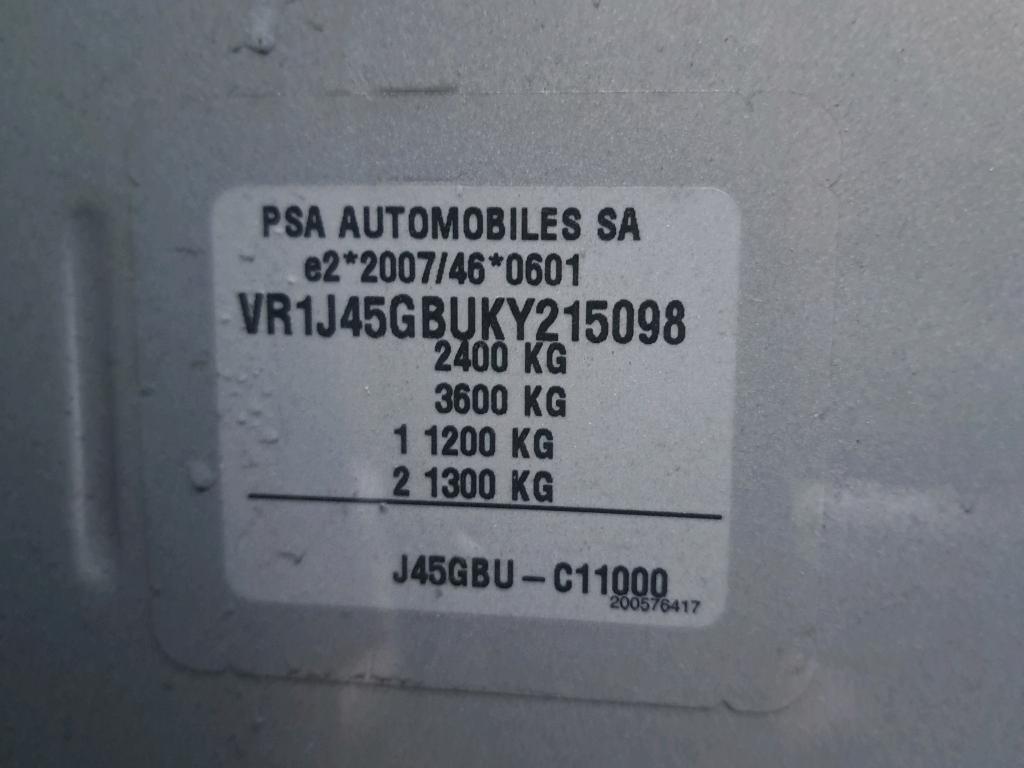 PSA AUTOMOBILES SA
e2*2007/46*0601
VR1J45GBUKY215098
2400 KG
3600 KG
1 1200 KG
2 1300 KG
J45GBU - C11000
200576417